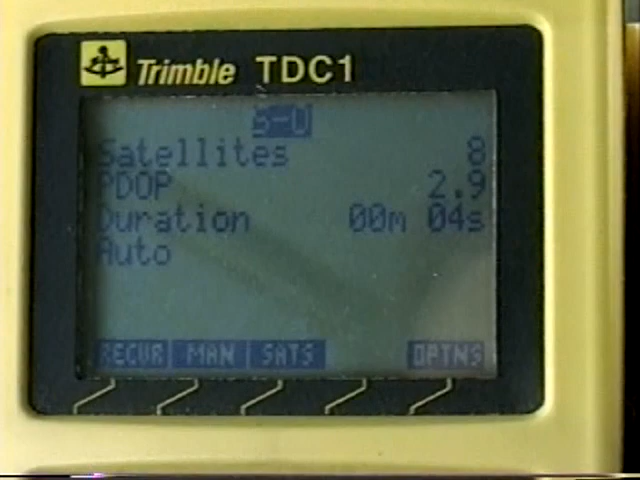 Trimble TDC1
S-U
Satellites 8
PDOP 2.9
Duration 00m 04s
Auto
RECUR MAN SATS OPTNS